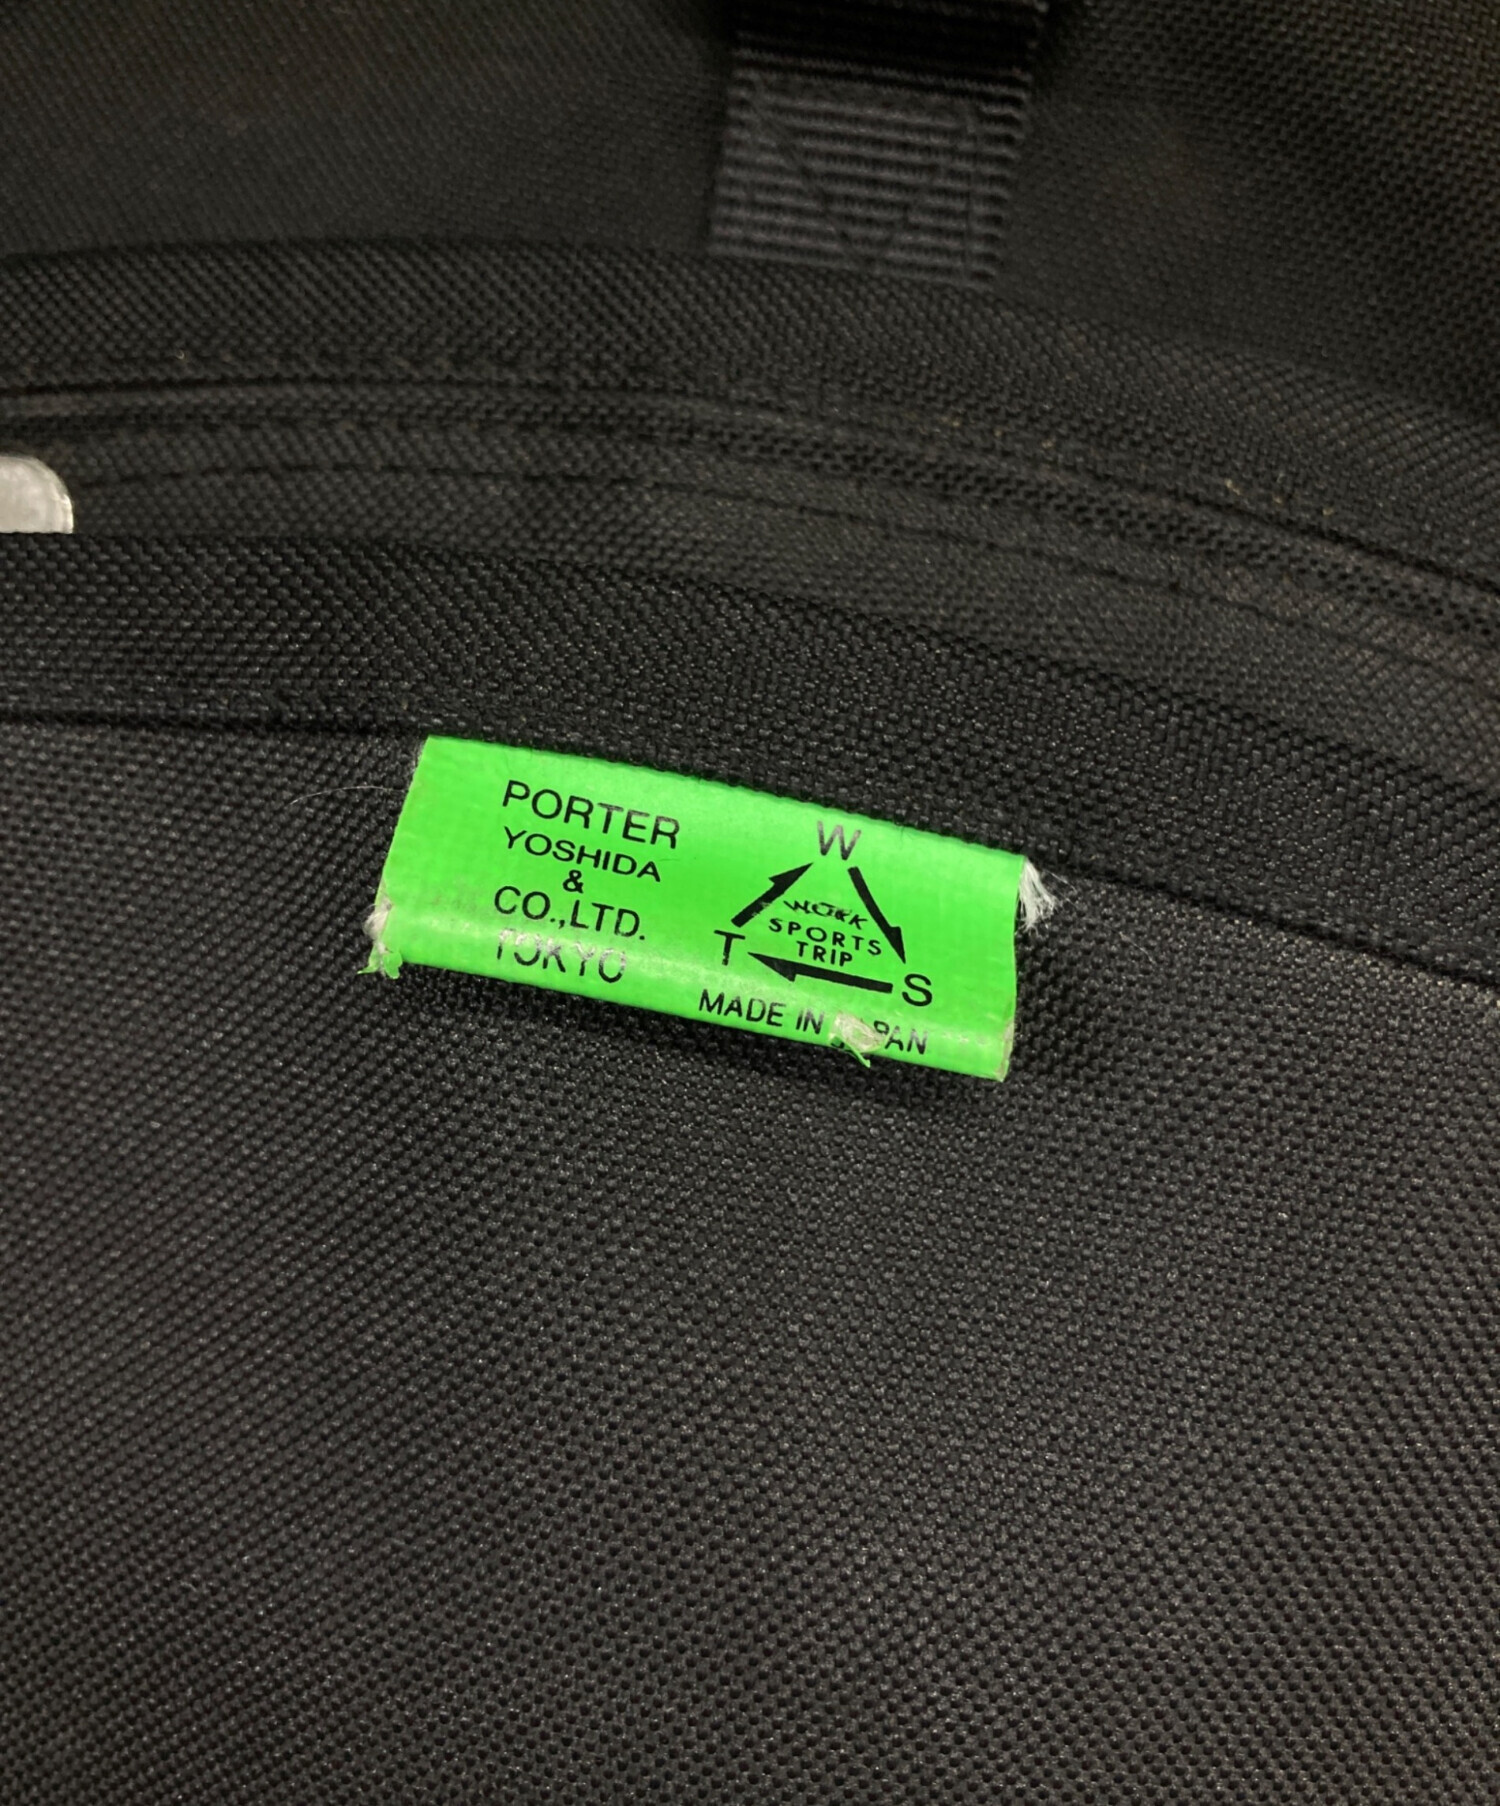 PORTER
YOSHIDA
&
CO.,LTD.
TOKYO
W
WORK
SPORTS
TRIP
T
S
MADE IN JAPAN